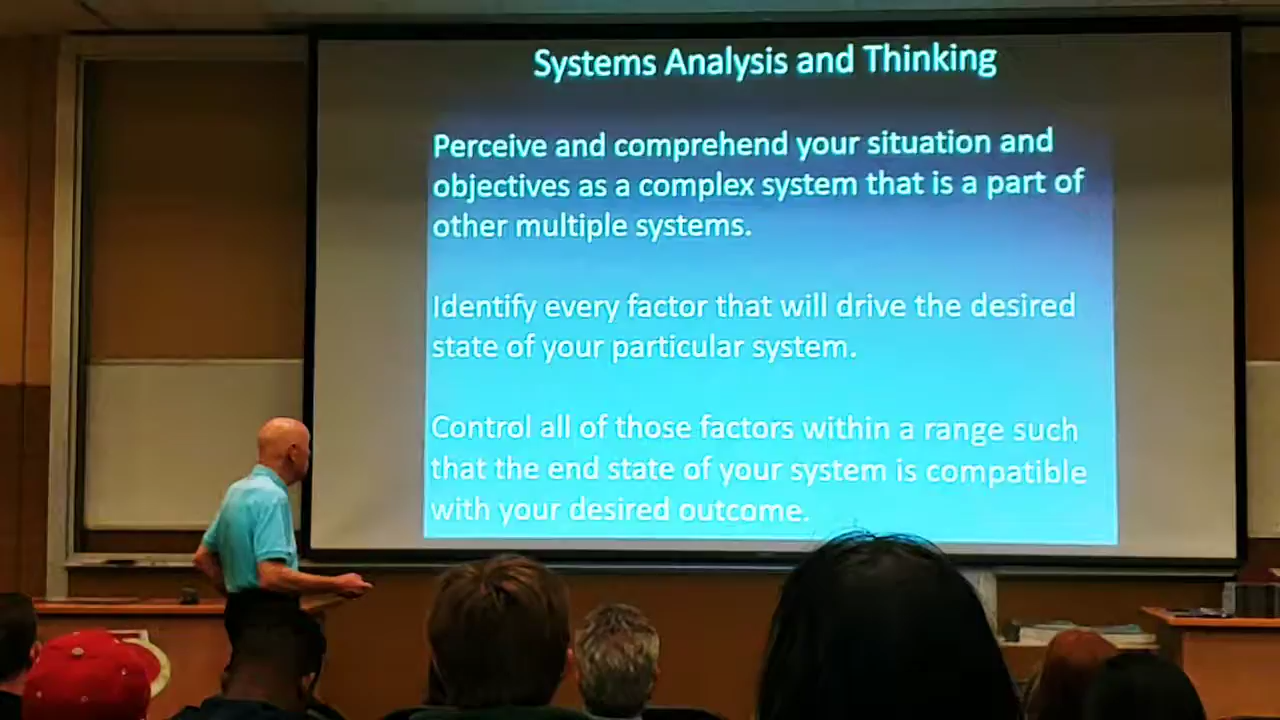 Systems Analysis and Thinking
Perceive and comprehend your situation and
objectives as a complex system that is a part of
other multiple systems.
Identify every factor that will drive the desired
state of your particular system.
Control all of those factors within a range such
that the end state of your system is compatible
with your desired outcome.